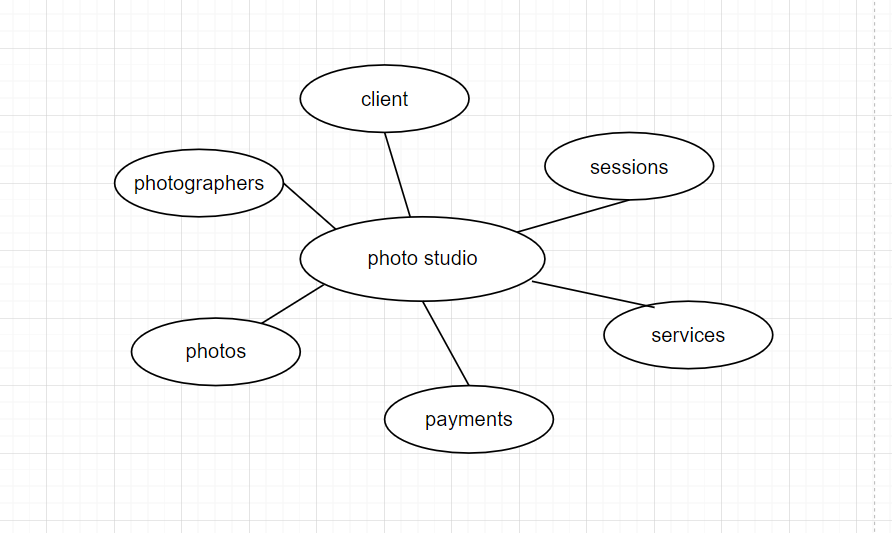 client
sessions
photographers
photo studio
services
photos
payments